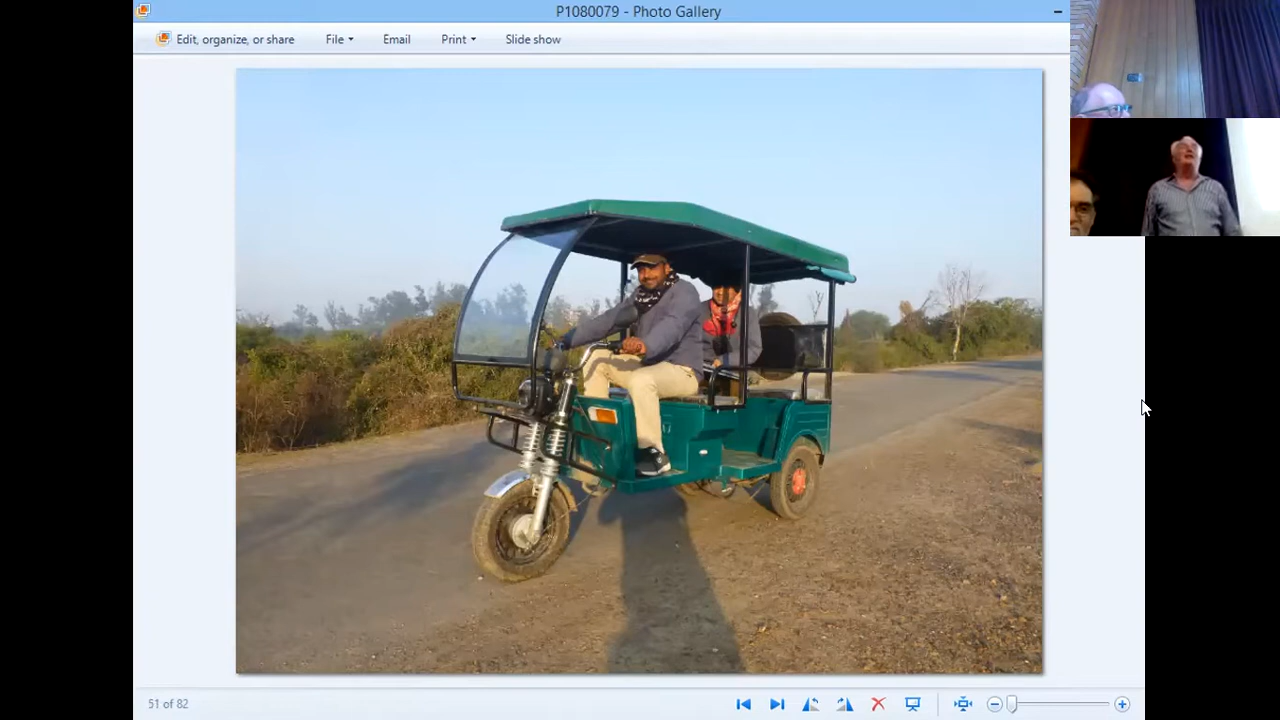 P1080079 - Photo Gallery
Edit, organize, or share File Email Print Slide show
51 of 82